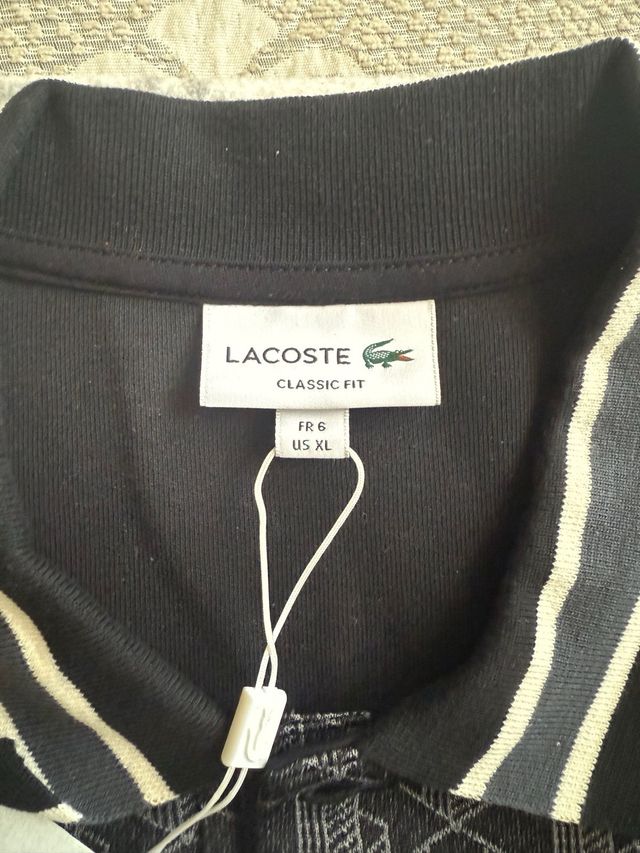 LACOSTE
CLASSIC FIT
FR 6
US XL